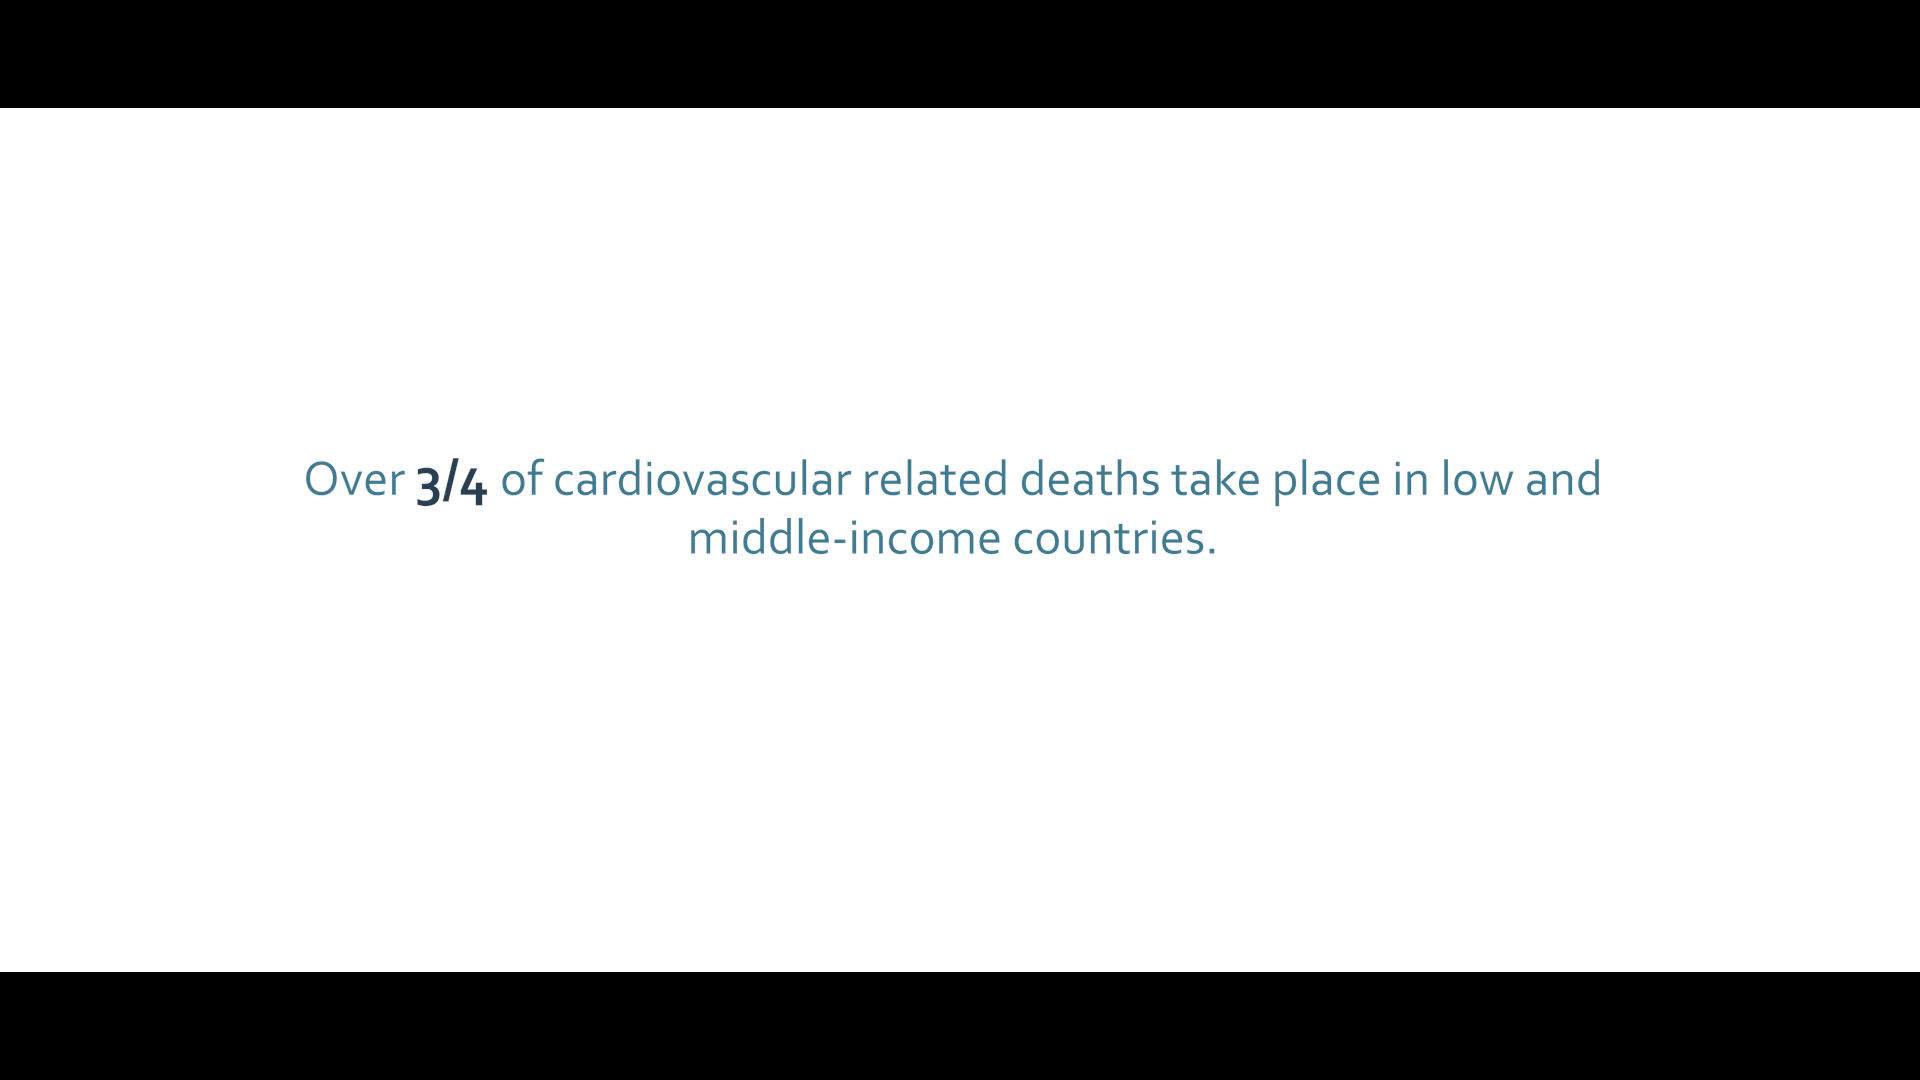 Over 3/4 of cardiovascular related deaths take place in low and
middle-income countries.